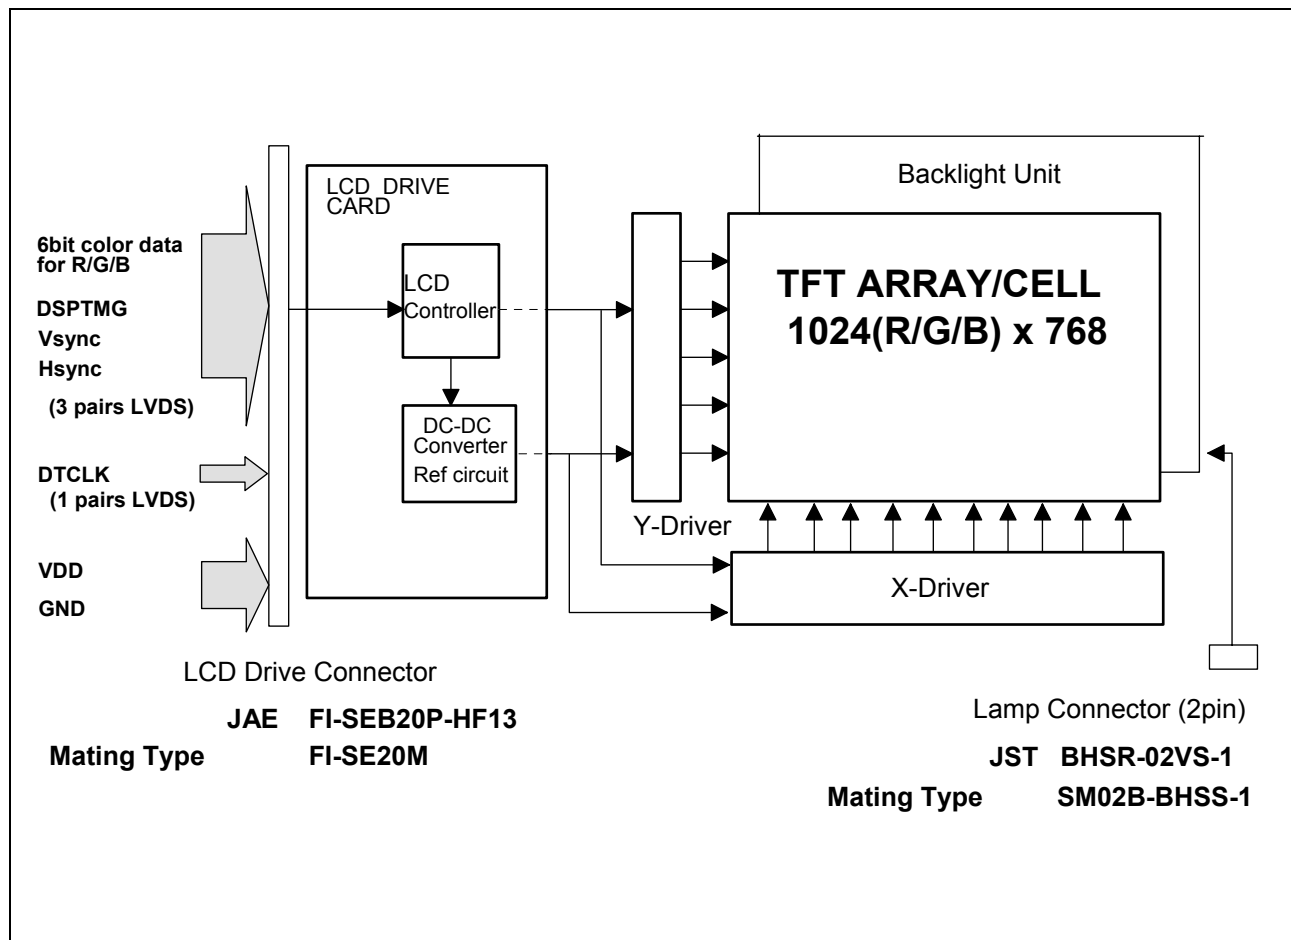 Backlight Unit
LCD DRIVE
CARD
6bit color data
for R/G/B
DSPTMG
Vsync
Hsync
(3 pairs LVDS)
DTCLK
(1 pairs LVDS)
VDD
GND
LCD
Controller
DC-DC
Converter
Ref circuit
TFT ARRAY/CELL
1024(R/G/B) x 768
Y-Driver
X-Driver
LCD Drive Connector
JAE FI-SEB20P-HF13
Mating Type FI-SE20M
Lamp Connector (2pin)
JST BHSR-02VS-1
Mating Type SM02B-BHSS-1